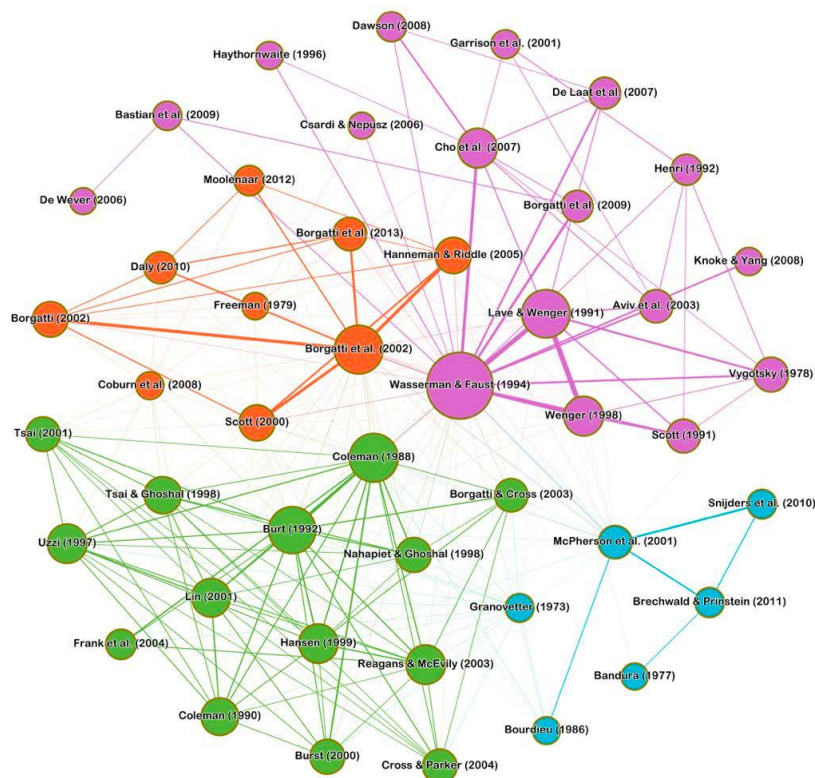 Dawson (2008)
Garrison et al. (2001)
Haythornwaite (1996)
De Laat et al. (2007)
Bastian et al. (2009)
Csardi & Nepusz (2006)
Cho et al. (2007)
Henri (1992)
Moolenaar (2012)
De Wever (2006)
Borgatti et al. (2009)
Borgatti et al. (2013)
Hanneman & Riddle (2005)
Knoke & Yang (2008)
Daly (2010)
Freeman (1979)
Lave & Wenger (1991)
Aviv et al. (2003)
Borgatti (2002)
Borgatti et al. (2002)
Vygotsky (1978)
Coburn et al. (2008)
Wasserman & Faust (1994)
Wenger (1998)
Scott (2000)
Scott (1991)
Tsai (2001)
Coleman (1988)
Tsai & Ghoshal (1998)
Borgatti & Cross (2003)
Snijders et al. (2010)
Burt (1992)
Uzzi (1997)
McPherson et al. (2001)
Nahapiet & Ghoshal (1998)
Lin (2001)
Granovetter (1973)
Brechwald & Prinstein (2011)
Frank et al. (2004)
Hansen (1999)
Reagans & McEvily (2003)
Bandura (1977)
Coleman (1990)
Bourdieu (1986)
Burst (2000)
Cross & Parker (2004)